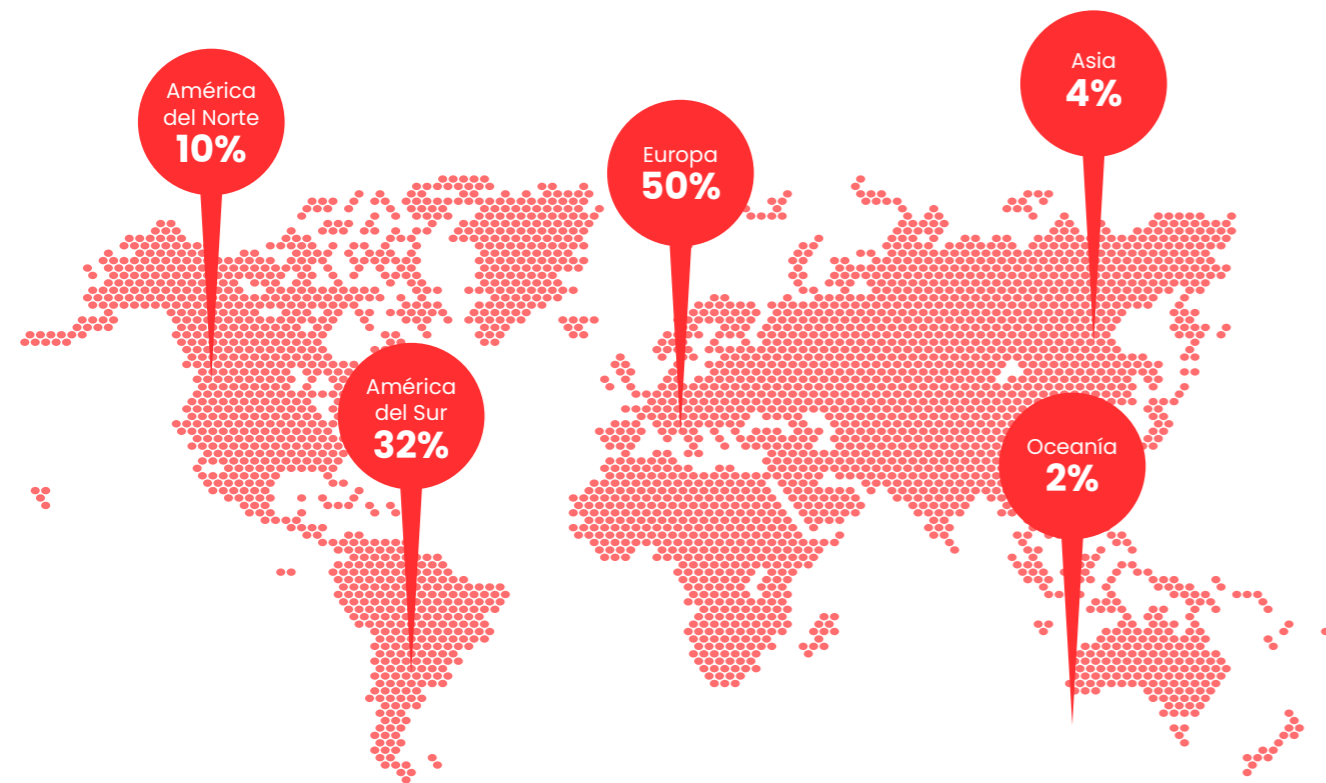 América
del Norte
10%
Europa
50%
Asia
4%
América
del Sur
32%
Oceanía
2%